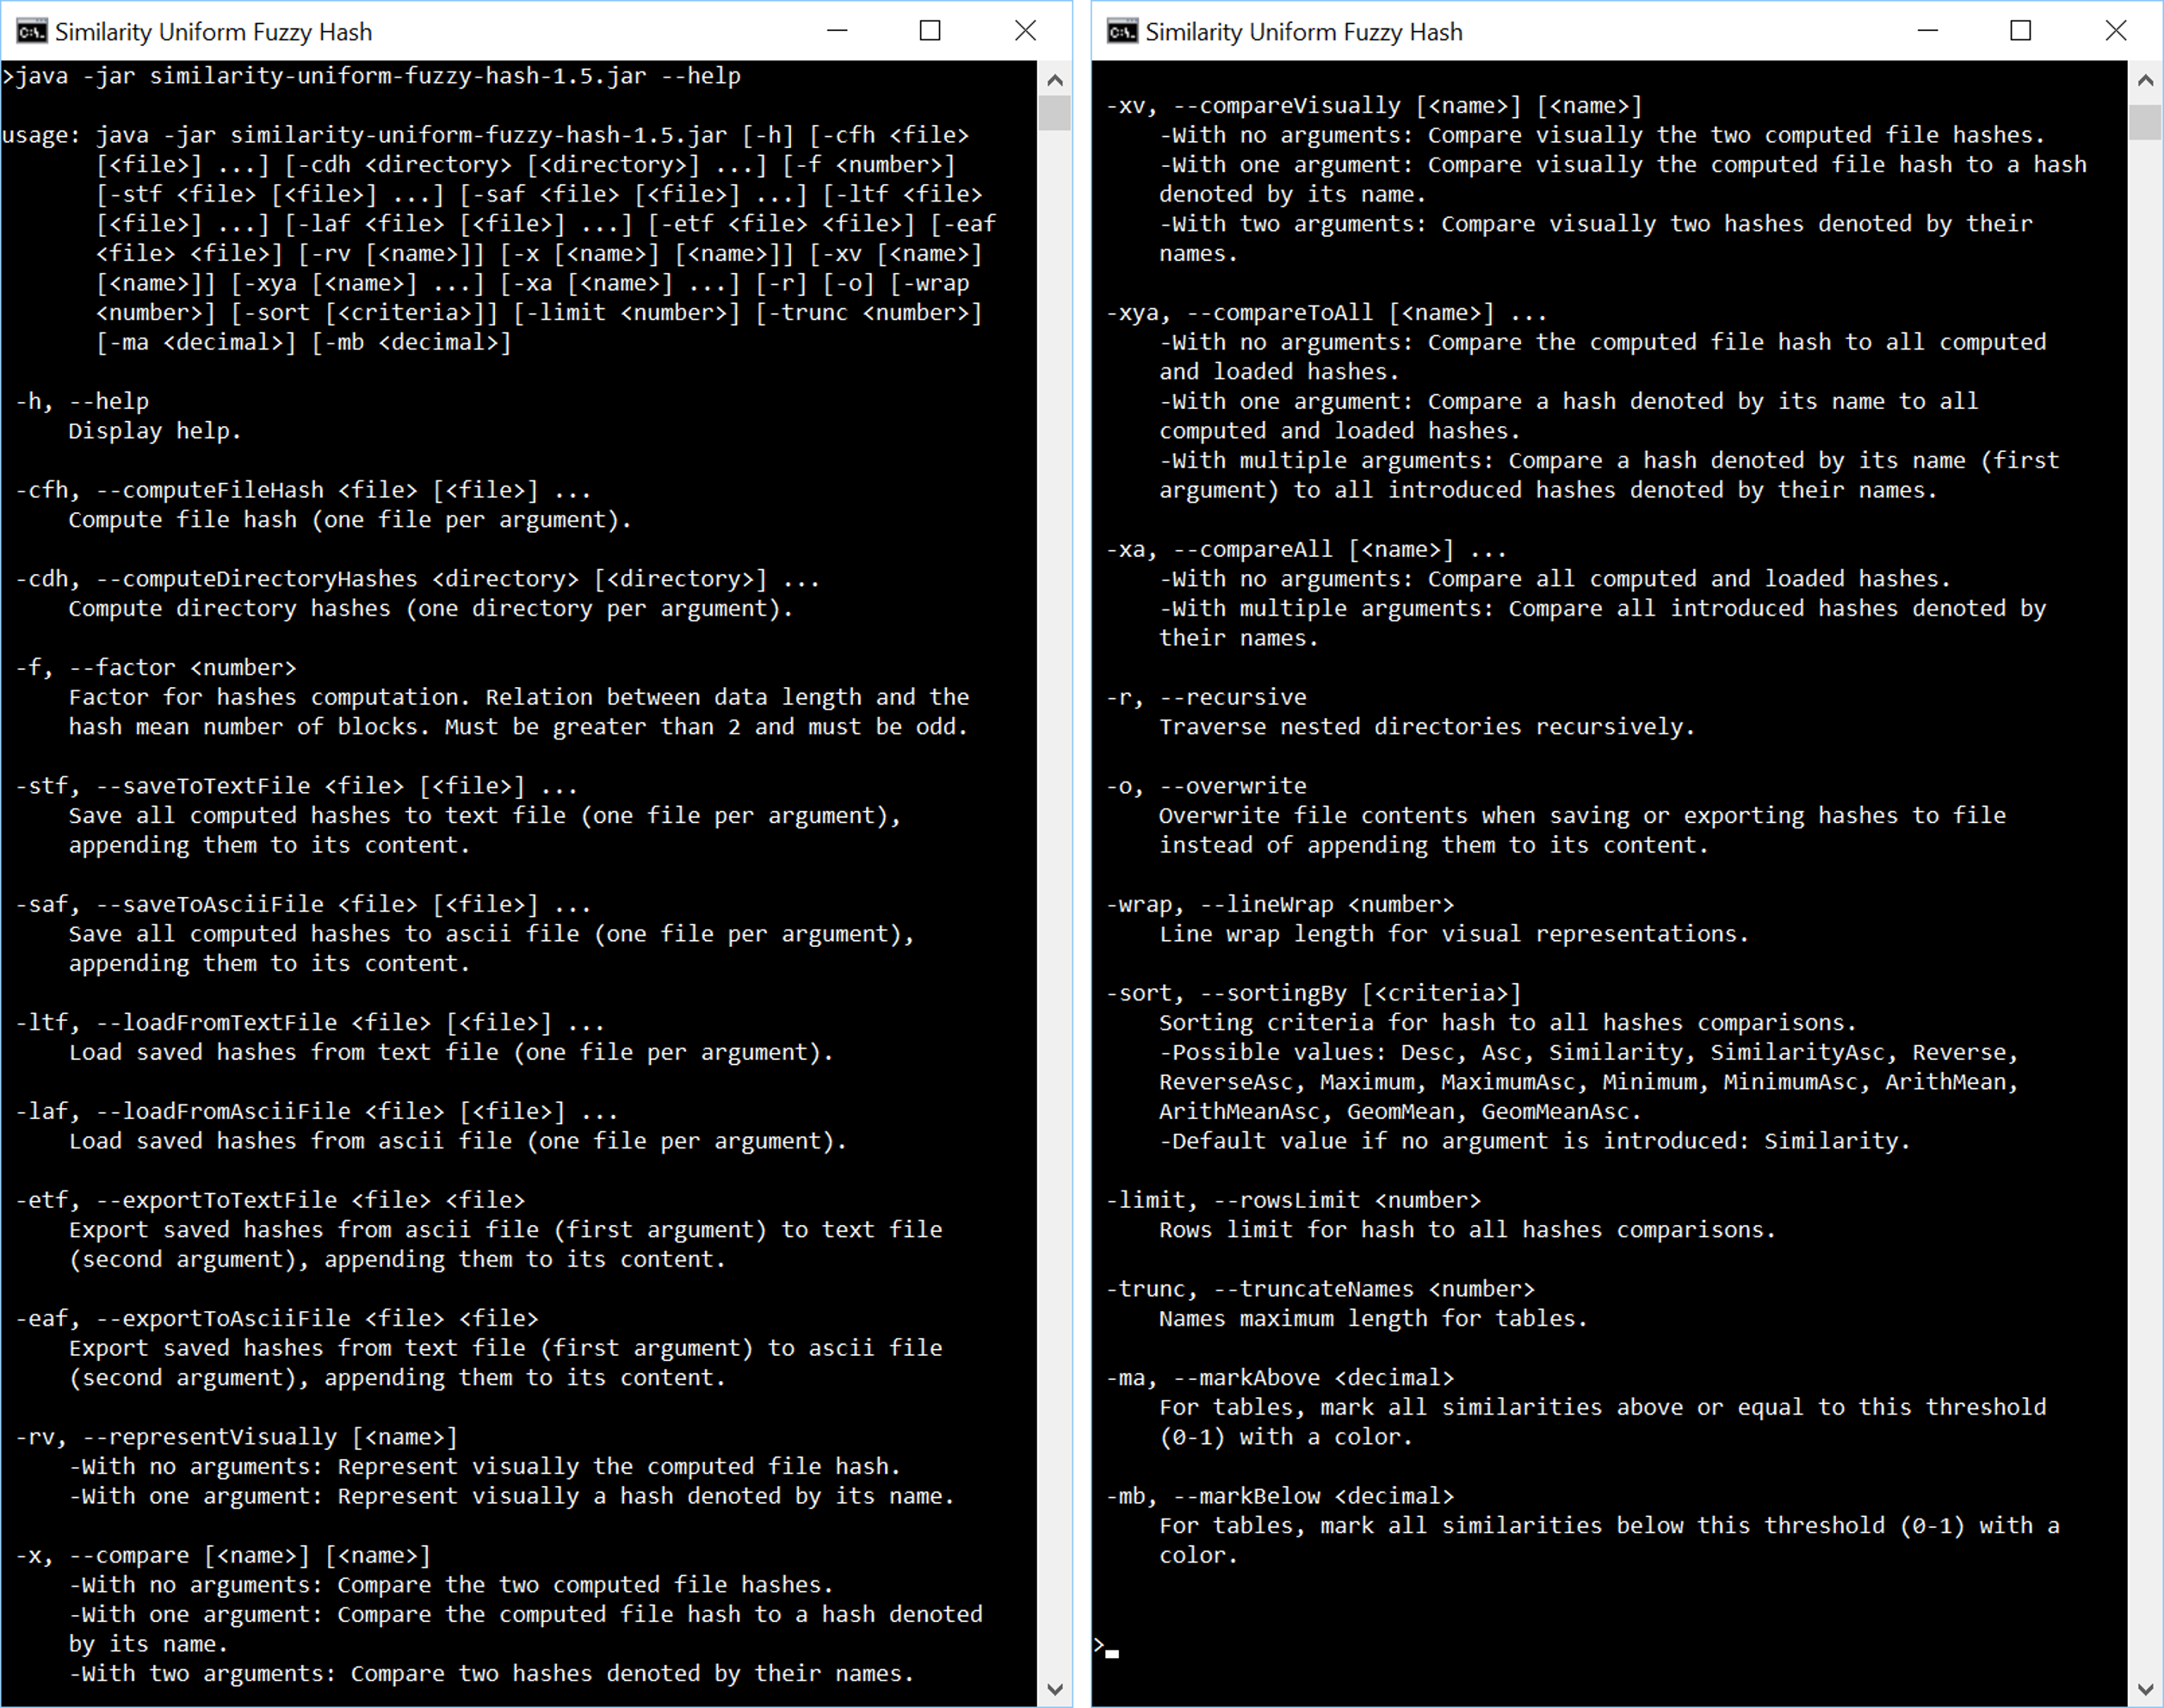 Similarity Uniform Fuzzy Hash
>java -jar similarity-uniform-fuzzy-hash-1.5.jar --help
usage: java -jar similarity-uniform-fuzzy-hash-1.5.jar [-h] [-cfh <file>
[<file>] ...] [-cdh <directory> [<directory>] ...] [-f <number>]
[-stf <file> [<file>] ...] [-saf <file> [<file>] ...] [-ltf <file>
[<file>] ...] [-laf <file> [<file>] ...] [-etf <file> <file>] [-eaf
<file> <file>] [-rv [<name>]] [-x [<name>] [<name>]] [-xv [<name>]
[<name>]] [-xya [<name>] ...] [-xa [<name>] ...] [-r] [-o] [-wrap
<number>] [-sort [<criteria>]] [-limit <number>] [-trunc <number>]
[-ma <decimal>] [-mb <decimal>]
-h, --help
Display help.
-cfh, --computeFileHash <file> [<file>] ...
Compute file hash (one file per argument).
-cdh, --computeDirectoryHashes <directory> [<directory>] ...
Compute directory hashes (one directory per argument).
-f, --factor <number>
Factor for hashes computation. Relation between data length and the
hash mean number of blocks. Must be greater than 2 and must be odd.
-stf, --saveToTextFile <file> [<file>] ...
Save all computed hashes to text file (one file per argument),
appending them to its content.
-saf, --saveToAsciiFile <file> [<file>] ...
Save all computed hashes to ascii file (one file per argument),
appending them to its content.
-ltf, --loadFromTextFile <file> [<file>] ...
Load saved hashes from text file (one file per argument).
-laf, --loadFromAsciiFile <file> [<file>] ...
Load saved hashes from ascii file (one file per argument).
-etf, --exportToTextFile <file> <file>
Export saved hashes from ascii file (first argument) to text file
(second argument), appending them to its content.
-eaf, --exportToAsciiFile <file> <file>
Export saved hashes from text file (first argument) to ascii file
(second argument), appending them to its content.
-rv, --representVisually [<name>]
-With no arguments: Represent visually the computed file hash.
-With one argument: Represent visually a hash denoted by its name.
-x, --compare [<name>] [<name>]
-With no arguments: Compare the two computed file hashes.
-With one argument: Compare the computed file hash to a hash denoted
by its name.
-With two arguments: Compare two hashes denoted by their names.
Similarity Uniform Fuzzy Hash
-xv, --compareVisually [<name>] [<name>]
-With no arguments: Compare visually the two computed file hashes.
-With one argument: Compare visually the computed file hash to a hash
denoted by its name.
-With two arguments: Compare visually two hashes denoted by their
names.
-xya, --compareToAll [<name>] ...
-With no arguments: Compare the computed file hash to all computed
and loaded hashes.
-With one argument: Compare a hash denoted by its name to all
computed and loaded hashes.
-With multiple arguments: Compare a hash denoted by its name (first
argument) to all introduced hashes denoted by their names.
-xa, --compareAll [<name>] ...
-With no arguments: Compare all computed and loaded hashes.
-With multiple arguments: Compare all introduced hashes denoted by
their names.
-r, --recursive
Traverse nested directories recursively.
-o, --overwrite
Overwrite file contents when saving or exporting hashes to file
instead of appending them to its content.
-wrap, --lineWrap <number>
Line wrap length for visual representations.
-sort, --sortingBy [<criteria>]
Sorting criteria for hash to all hashes comparisons.
-Possible values: Desc, Asc, Similarity, SimilarityAsc, Reverse,
ReverseAsc, Maximum, MaximumAsc, Minimum, MinimumAsc, ArithMean,
ArithMeanAsc, GeomMean, GeomMeanAsc.
-Default value if no argument is introduced: Similarity.
-limit, --rowsLimit <number>
Rows limit for hash to all hashes comparisons.
-trunc, --truncateNames <number>
Names maximum length for tables.
-ma, --markAbove <decimal>
For tables, mark all similarities above or equal to this threshold
(0-1) with a color.
-mb, --markBelow <decimal>
For tables, mark all similarities below this threshold (0-1) with a
color.
>